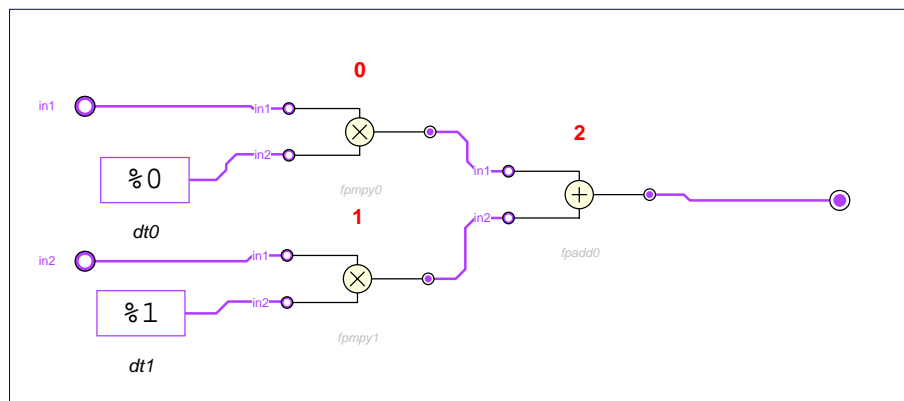 0
in1
in1
2
%0
in2
in1
fpmpy0
dt0
1
in2
in2
in1
fpadd0
%1
in2
fpmpy1
dt1